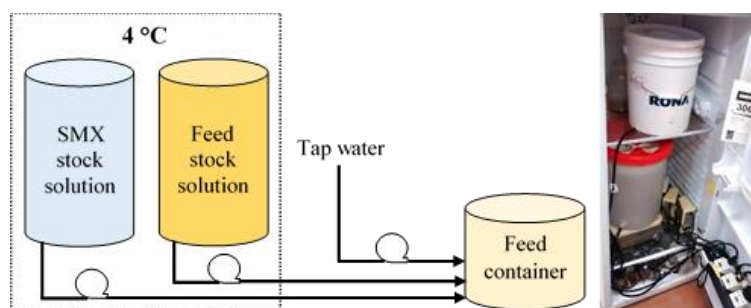 4 °C
SMX
stock
solution
Feed
stock
solution
Tap water
Feed
container
RONA